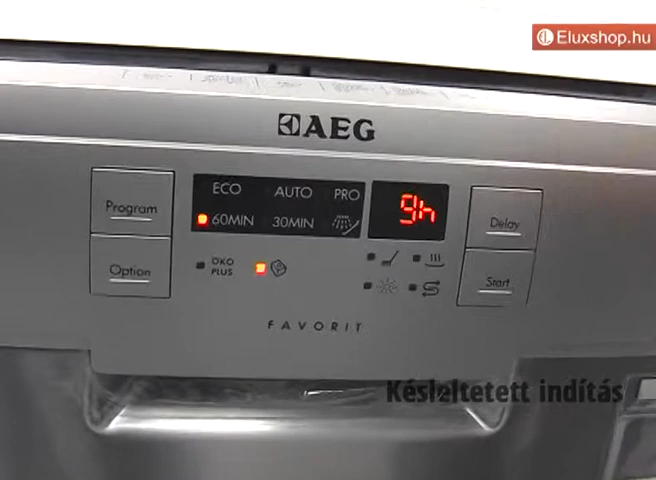 Eluxshop.hu
AEG
Program
ECO AUTO PRO
60MIN 30MIN
9h
Delay
Option
ÖKO
PLUS
Start
FAVORIT
Késleltetett indítás